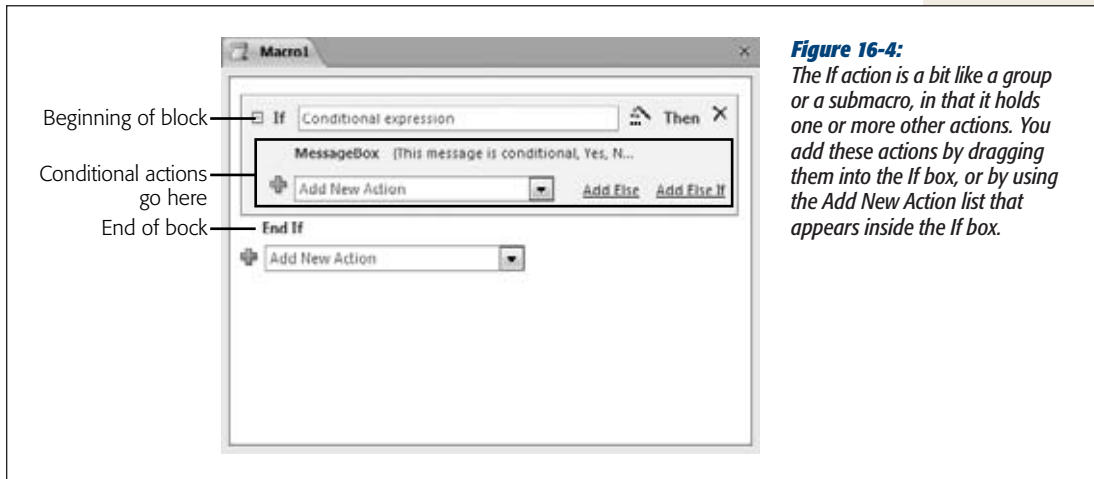 Macro1
Beginning of block
If Conditional expression Then
MessageBox (This message is conditional, Yes, N...
Conditional actions
go here
Add New Action Add Else Add Else If
End of bock
End If
Add New Action
Figure 16-4:
The If action is a bit like a group
or a submacro, in that it holds
one or more other actions. You
add these actions by dragging
them into the If box, or by using
the Add New Action list that
appears inside the If box.